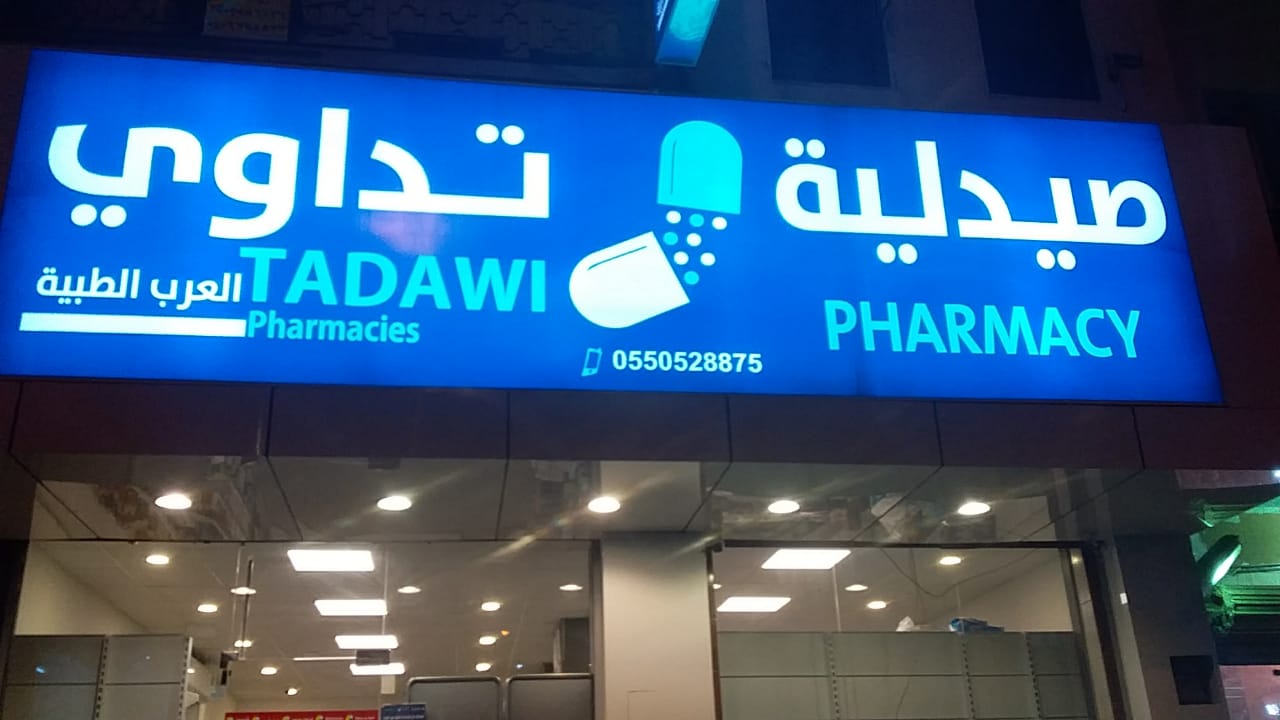 صيدلية
PHARMACY
تداوي
TADAWI
العرب الطبية
Pharmacies
0550528875